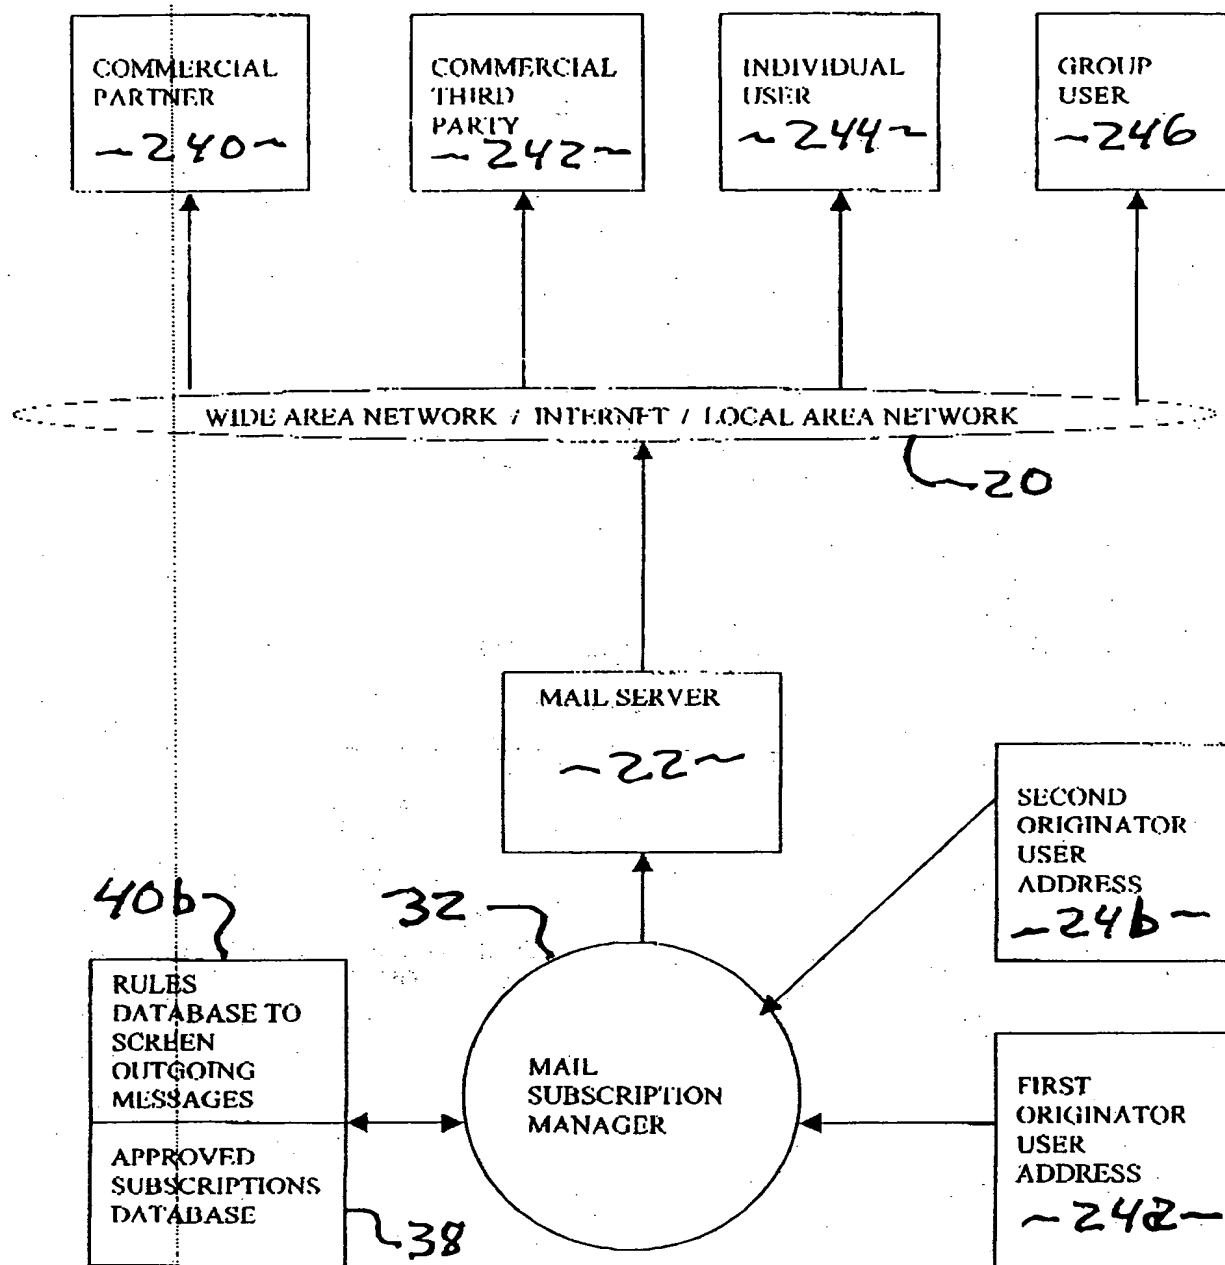 COMMERCIAL
PARTNER
~240~
COMMERCIAL
THIRD
PARTY
~242~
INDIVIDUAL
USER
~244~
GROUP
USER
~246
WIDE AREA NETWORK / INTERNET / LOCAL AREA NETWORK
20
MAIL SERVER
~22~
SECOND
ORIGINATOR
USER
ADDRESS
~24b~
40b
32
RULES
DATABASE TO
SCREEN
OUTGOING
MESSAGES
MAIL
SUBSCRIPTION
MANAGER
FIRST
ORIGINATOR
USER
ADDRESS
~24a~
APPROVED
SUBSCRIPTIONS
DATABASE
38